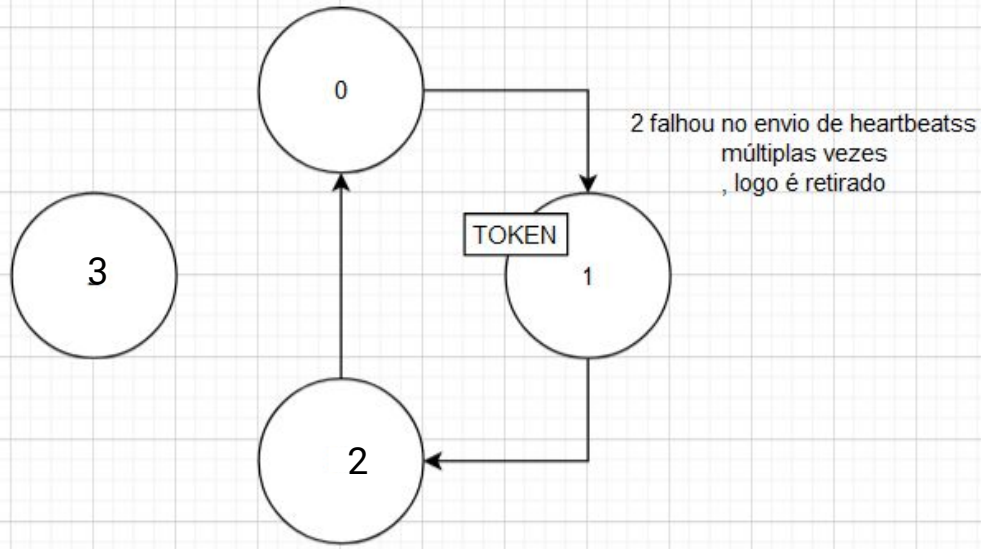 0
2 falhou no envio de heartbeatss
múltiplas vezes
, logo é retirado
TOKEN
3
1
2